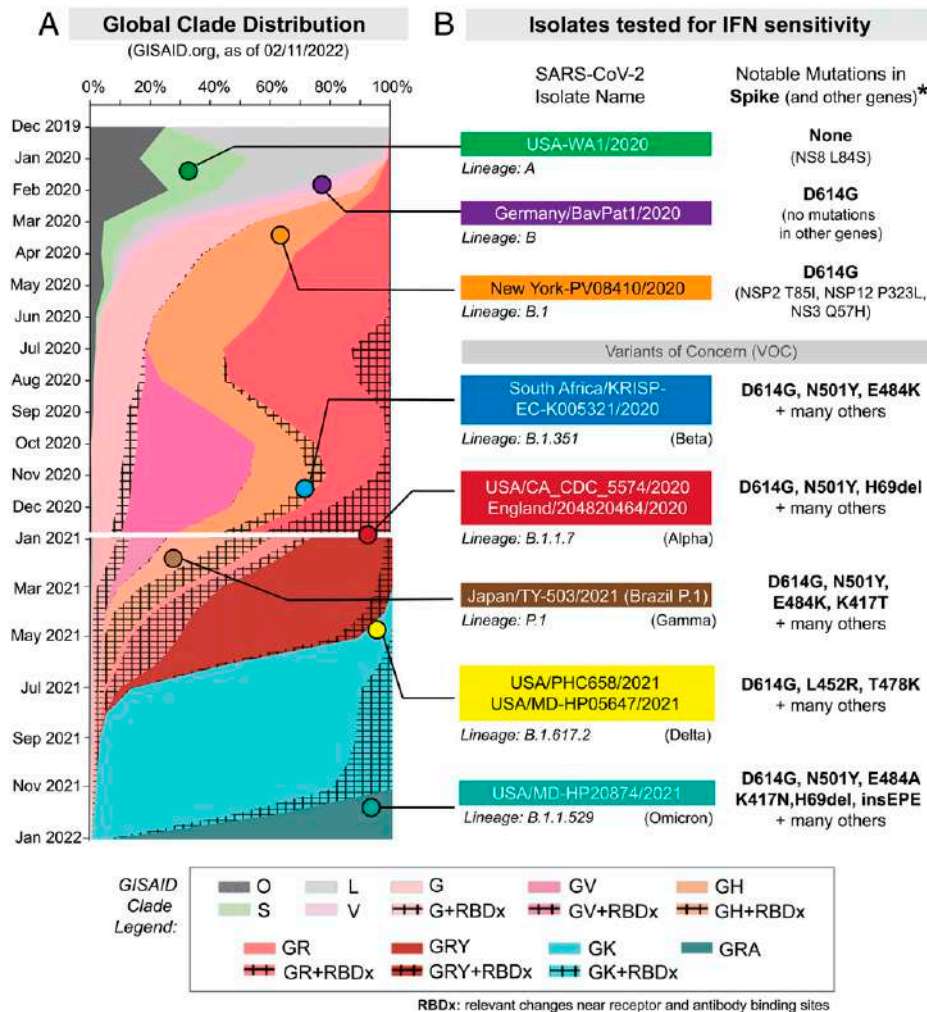 A Global Clade Distribution
(GISAID.org, as of 02/11/2022)
0% 20% 40% 60% 80% 100%
Dec 2019
Jan 2020
Feb 2020
Mar 2020
Apr 2020
May 2020
Jun 2020
Jul 2020
Aug 2020
Sep 2020
Oct 2020
Nov 2020
Dec 2020
Jan 2021
Mar 2021
May 2021
Jul 2021
Sep 2021
Nov 2021
Jan 2022
B Isolates tested for IFN sensitivity
SARS-CoV-2
Isolate Name
Notable Mutations in
Spike (and other genes)*
USA-WA1/2020
Lineage: A
None
(NS8 L84S)
Germany/BavPat1/2020
Lineage: B
D614G
(no mutations
in other genes)
New York-PV08410/2020
Lineage: B.1
D614G
(NSP2 T85I, NSP12 P323L,
NS3 Q57H)
Variants of Concern (VOC)
South Africa/KRISP-
EC-K005321/2020
Lineage: B.1.351 (Beta)
D614G, N501Y, E484K
+ many others
USA/CA_CDC_5574/2020
England/204820464/2020
Lineage: B.1.1.7 (Alpha)
D614G, N501Y, H69del
+ many others
Japan/TY-503/2021 (Brazil P.1)
Lineage: P.1 (Gamma)
D614G, N501Y,
E484K, K417T
+ many others
USA/PHC658/2021
USA/MD-HP05647/2021
Lineage: B.1.617.2 (Delta)
D614G, L452R, T478K
+ many others
USA/MD-HP20874/2021
Lineage: B.1.1.529 (Omicron)
D614G, N501Y, E484A
K417N,H69del, insEPE
+ many others
GISAID
Clade
Legend:
O L G GV GH
S V G+RBDx GV+RBDx GH+RBDx
GR GRY GK GRA
GR+RBDx GRY+RBDx GK+RBDx
RBDx: relevant changes near receptor and antibody binding sites